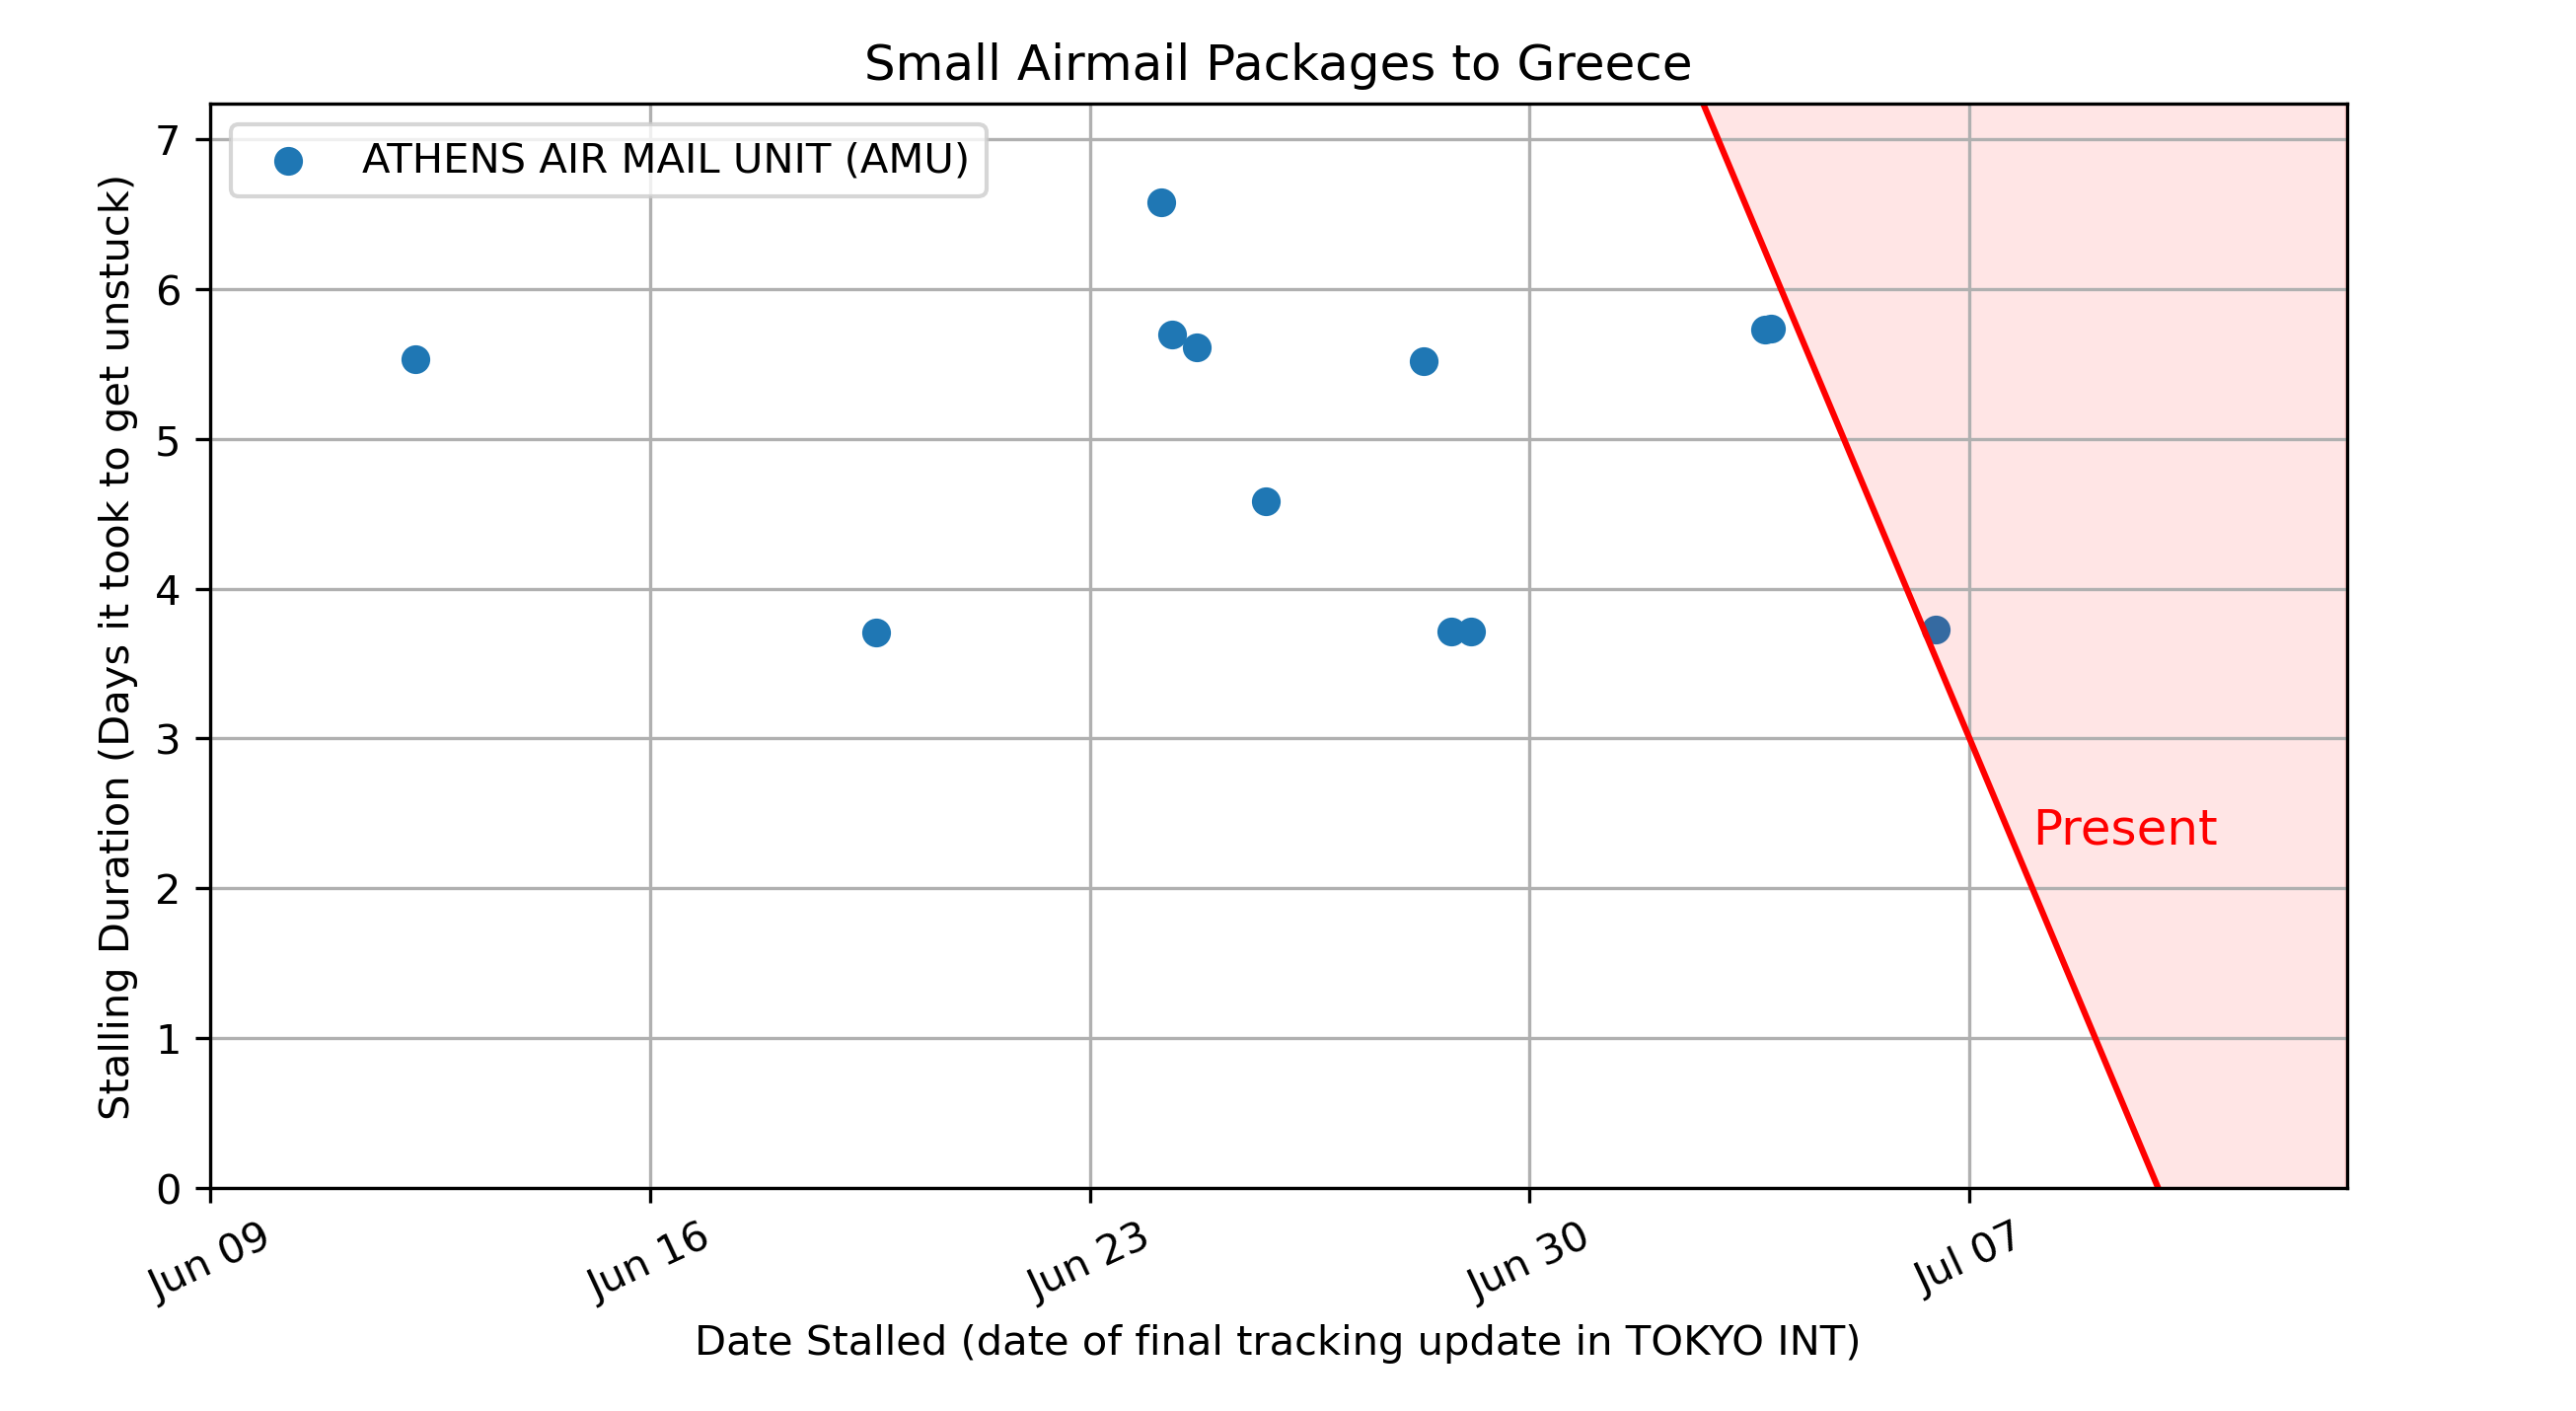 Small Airmail Packages to Greece
ATHENS AIR MAIL UNIT (AMU)
Stalling Duration (Days it took to get unstuck)
7
6
5
4
3
2
1
0
Present
Jun 09
Jun 16
Jun 23
Jun 30
Jul 07
Date Stalled (date of final tracking update in TOKYO INT)